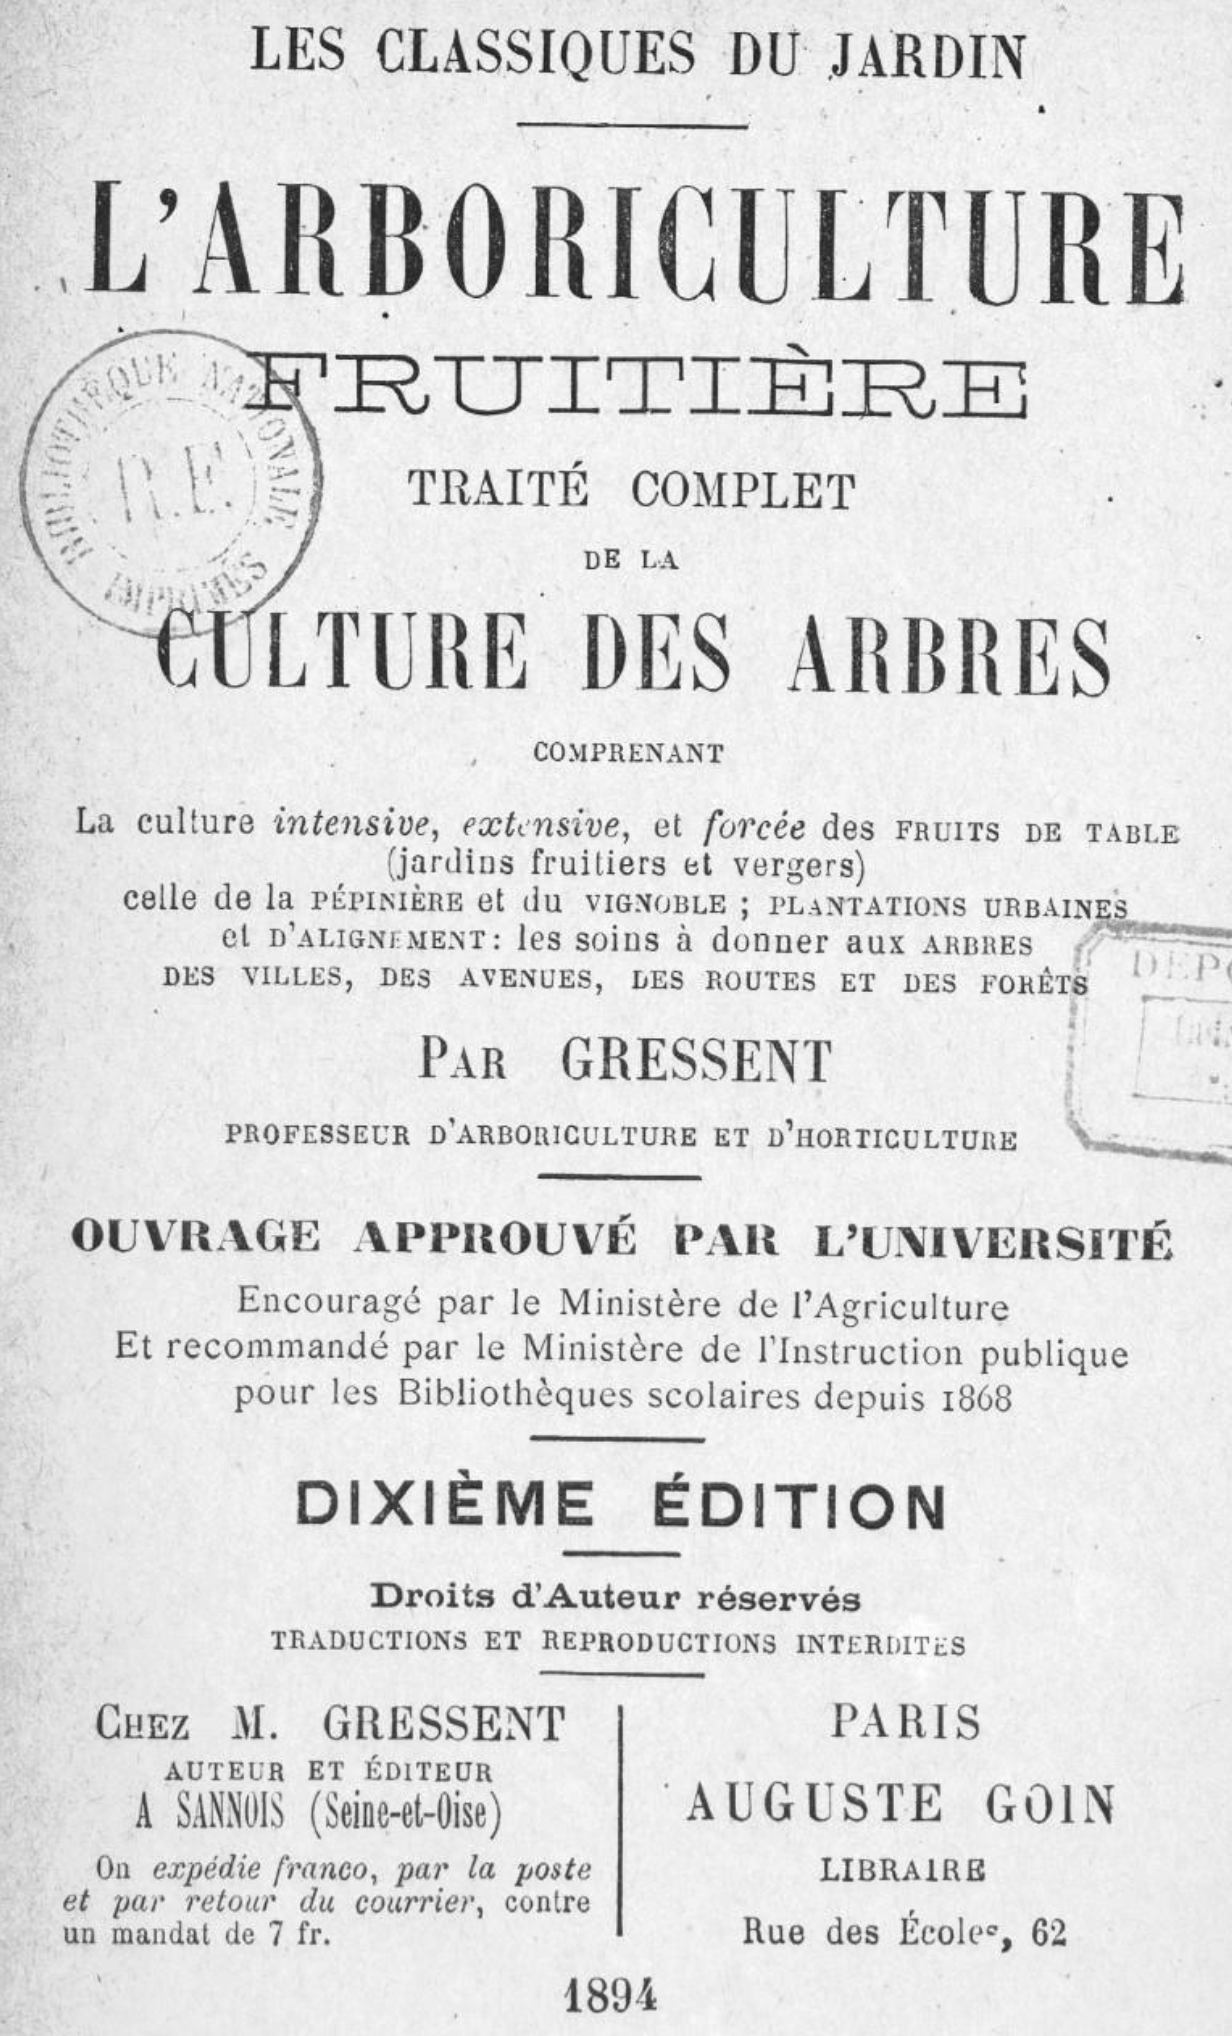 LES CLASSIQUES DU JARDIN
L'ARBORICULTURE
FRUITIÈRE
BIBLIOTHÈQUE NATIONALE
R.F.
IMPRIMÉS
TRAITÉ COMPLET
DE LA
CULTURE DES ARBRES
COMPRENANT
La culture intensive, extensive, et forcée des FRUITS DE TABLE
(jardins fruitiers et vergers)
celle de la PÉPINIÈRE et du VIGNOBLE ; PLANTATIONS URBAINES
et D'ALIGNEMENT : les soins à donner aux ARBRES
DES VILLES, DES AVENUES, DES ROUTES ET DES FORÊTS
PAR GRESSENT
PROFESSEUR D'ARBORICULTURE ET D'HORTICULTURE
OUVRAGE APPROUVÉ PAR L'UNIVERSITÉ
Encouragé par le Ministère de l'Agriculture
Et recommandé par le Ministère de l'Instruction publique
pour les Bibliothèques scolaires depuis 1868
DIXIÈME ÉDITION
Droits d'Auteur réservés
TRADUCTIONS ET REPRODUCTIONS INTERDITES
CHEZ M. GRESSENT
AUTEUR ET ÉDITEUR
A SANNOIS (Seine-et-Oise)
On expédie franco, par la poste
et par retour du courrier, contre
un mandat de 7 fr.
PARIS
AUGUSTE GOIN
LIBRAIRE
Rue des Écoles, 62
1894